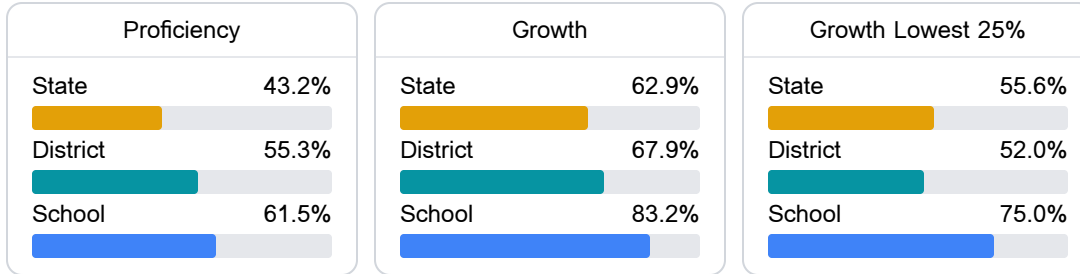 Proficiency
State 43.2%
District 55.3%
School 61.5%
Growth
State 62.9%
District 67.9%
School 83.2%
Growth Lowest 25%
State 55.6%
District 52.0%
School 75.0%